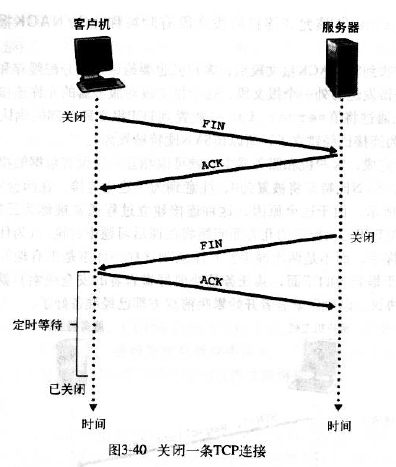 客户机
服务器
关闭
FIN
ACK
关闭
FIN
ACK
定时等待
已关闭
时间
时间
图3-40 关闭一条TCP连接